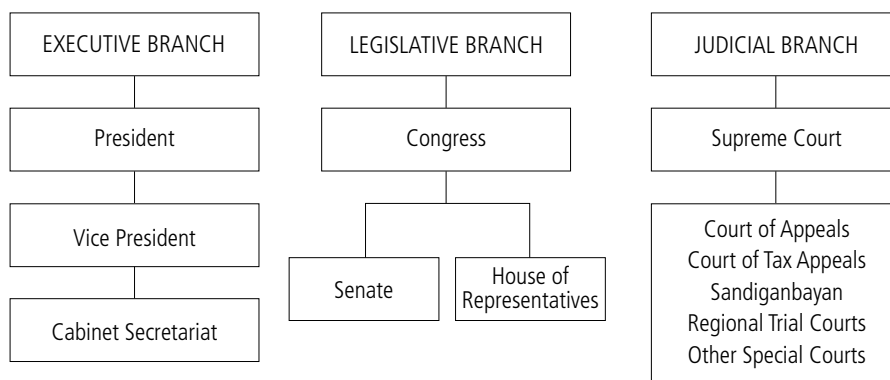 EXECUTIVE BRANCH
President
Vice President
Cabinet Secretariat
LEGISLATIVE BRANCH
Congress
Senate
House of
Representatives
JUDICIAL BRANCH
Supreme Court
Court of Appeals
Court of Tax Appeals
Sandiganbayan
Regional Trial Courts
Other Special Courts